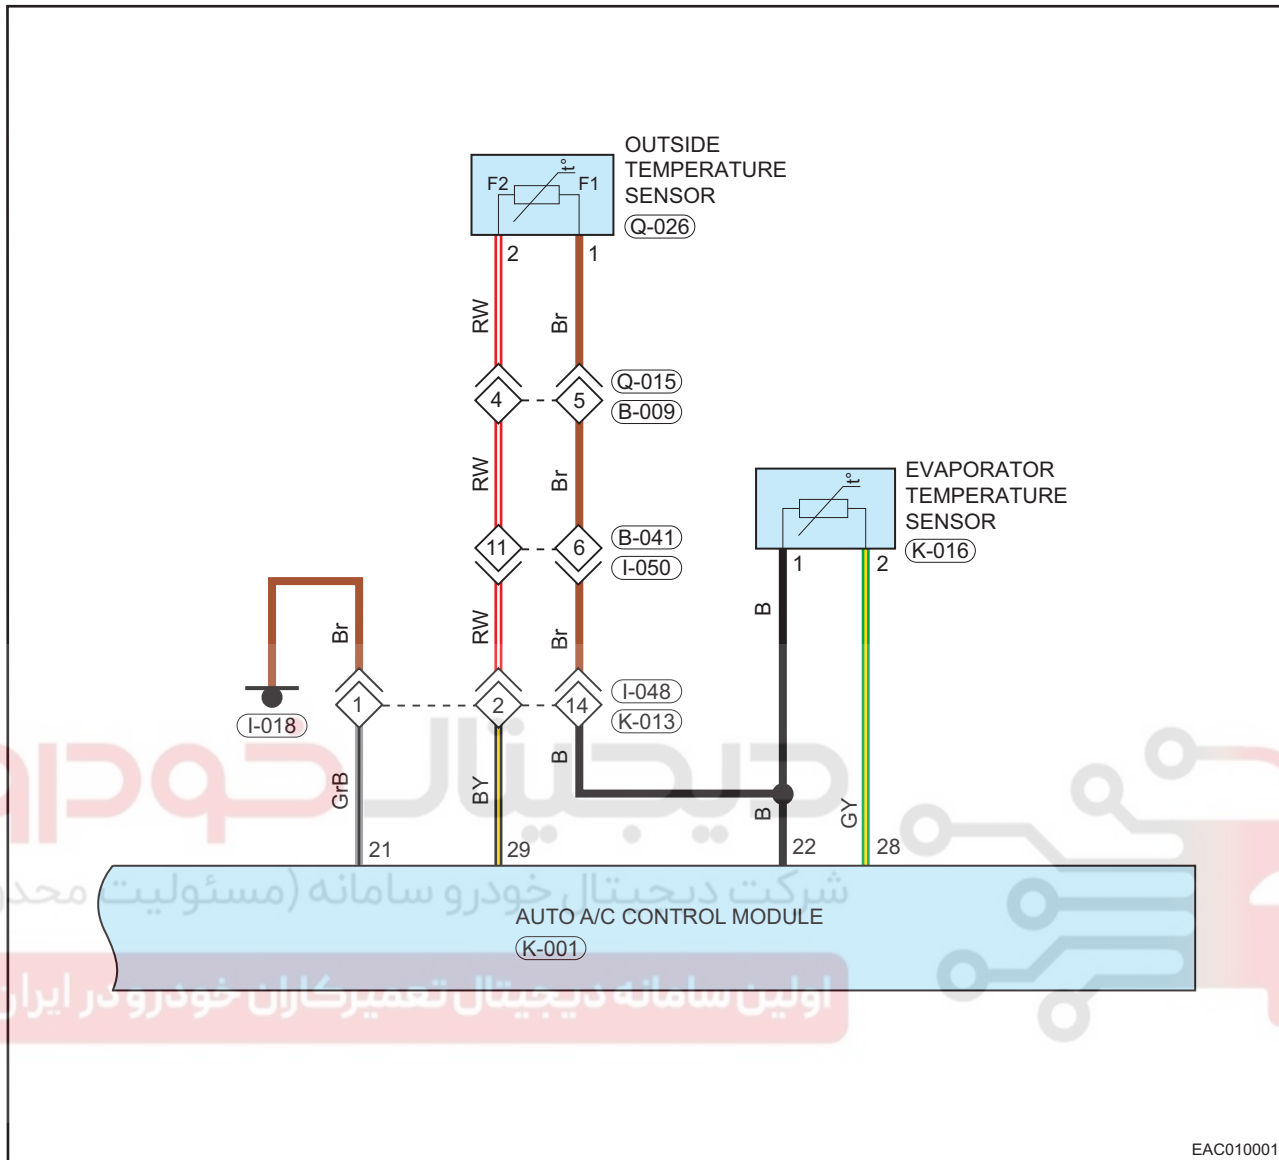 OUTSIDE
TEMPERATURE
SENSOR
Q-026
F2
F1
t°
2
1
RW
Br
4
5
Q-015
B-009
RW
Br
EVAPORATOR
TEMPERATURE
SENSOR
K-016
t°
1
2
11
6
B-041
I-050
B
Br
RW
Br
I-018
1
2
14
I-048
K-013
دیجیتال خودرو
GrB
BY
B
B
GY
21
29
22
28
شرکت دیجیتال خودرو سامانه (مسئولیت
AUTO A/C CONTROL MODULE
K-001
اولین سامانه دیجیتال تعمیرکاران خودرو در ایران
EAC010001